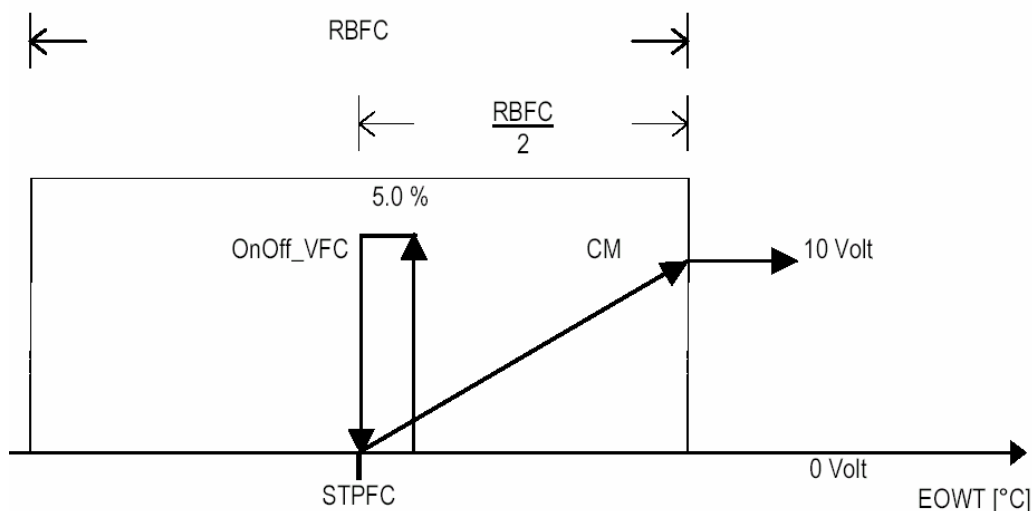 RBFC
RBFC
2
5.0 %
OnOff_VFC
CM
10 Volt
0 Volt
STPFC
EOWT [°C]